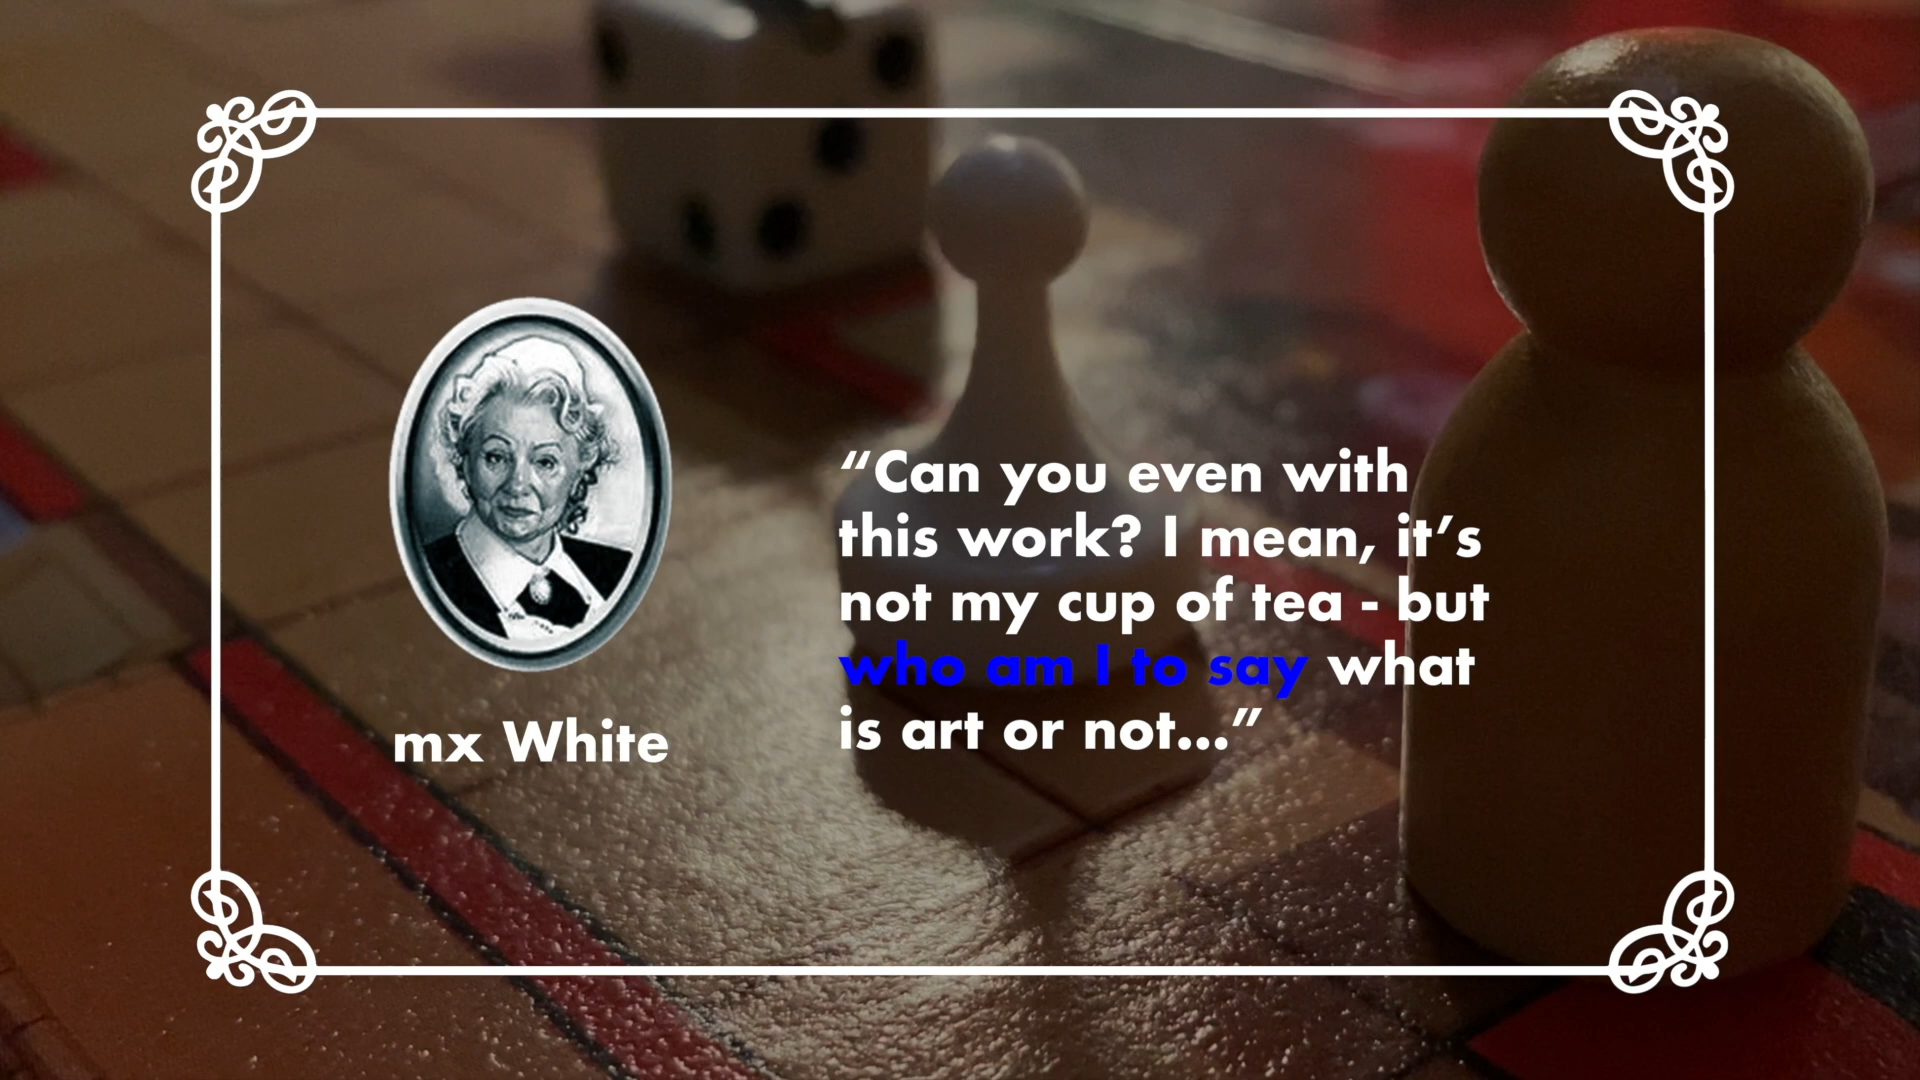 “Can you even with
this work? I mean, it’s
not my cup of tea - but
who am I to say what
is art or not...”
mx White